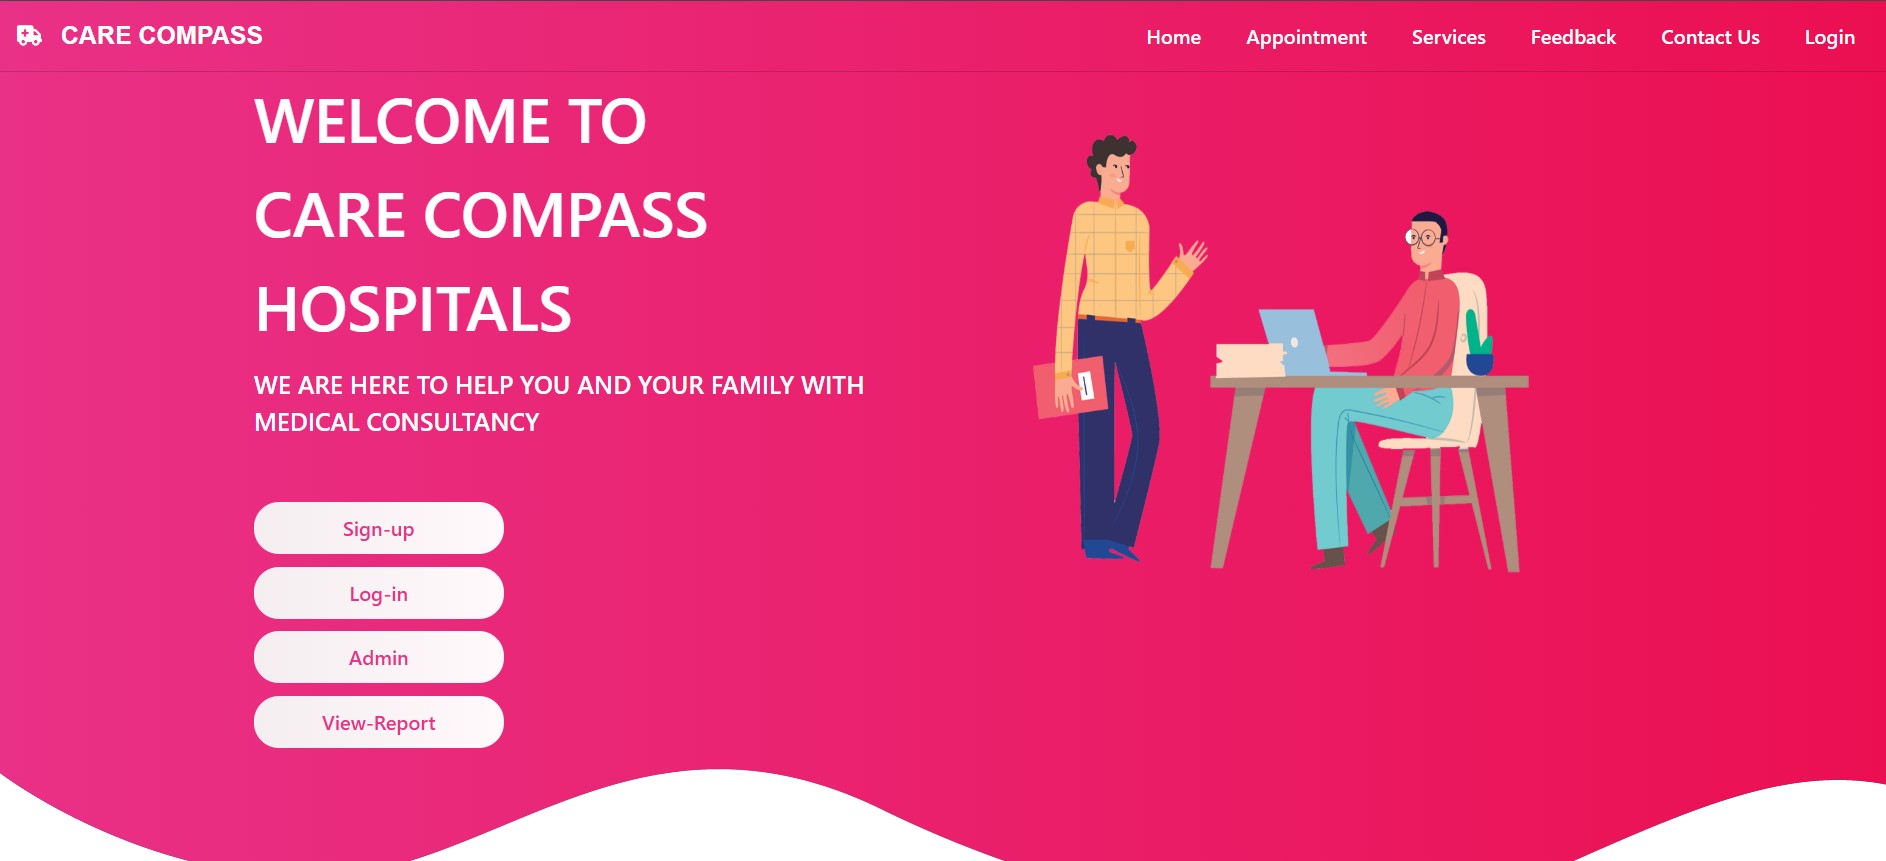 CARE COMPASS
Home Appointment Services Feedback Contact Us Login
WELCOME TO
CARE COMPASS
HOSPITALS
WE ARE HERE TO HELP YOU AND YOUR FAMILY WITH
MEDICAL CONSULTANCY
Sign-up
Log-in
Admin
View-Report